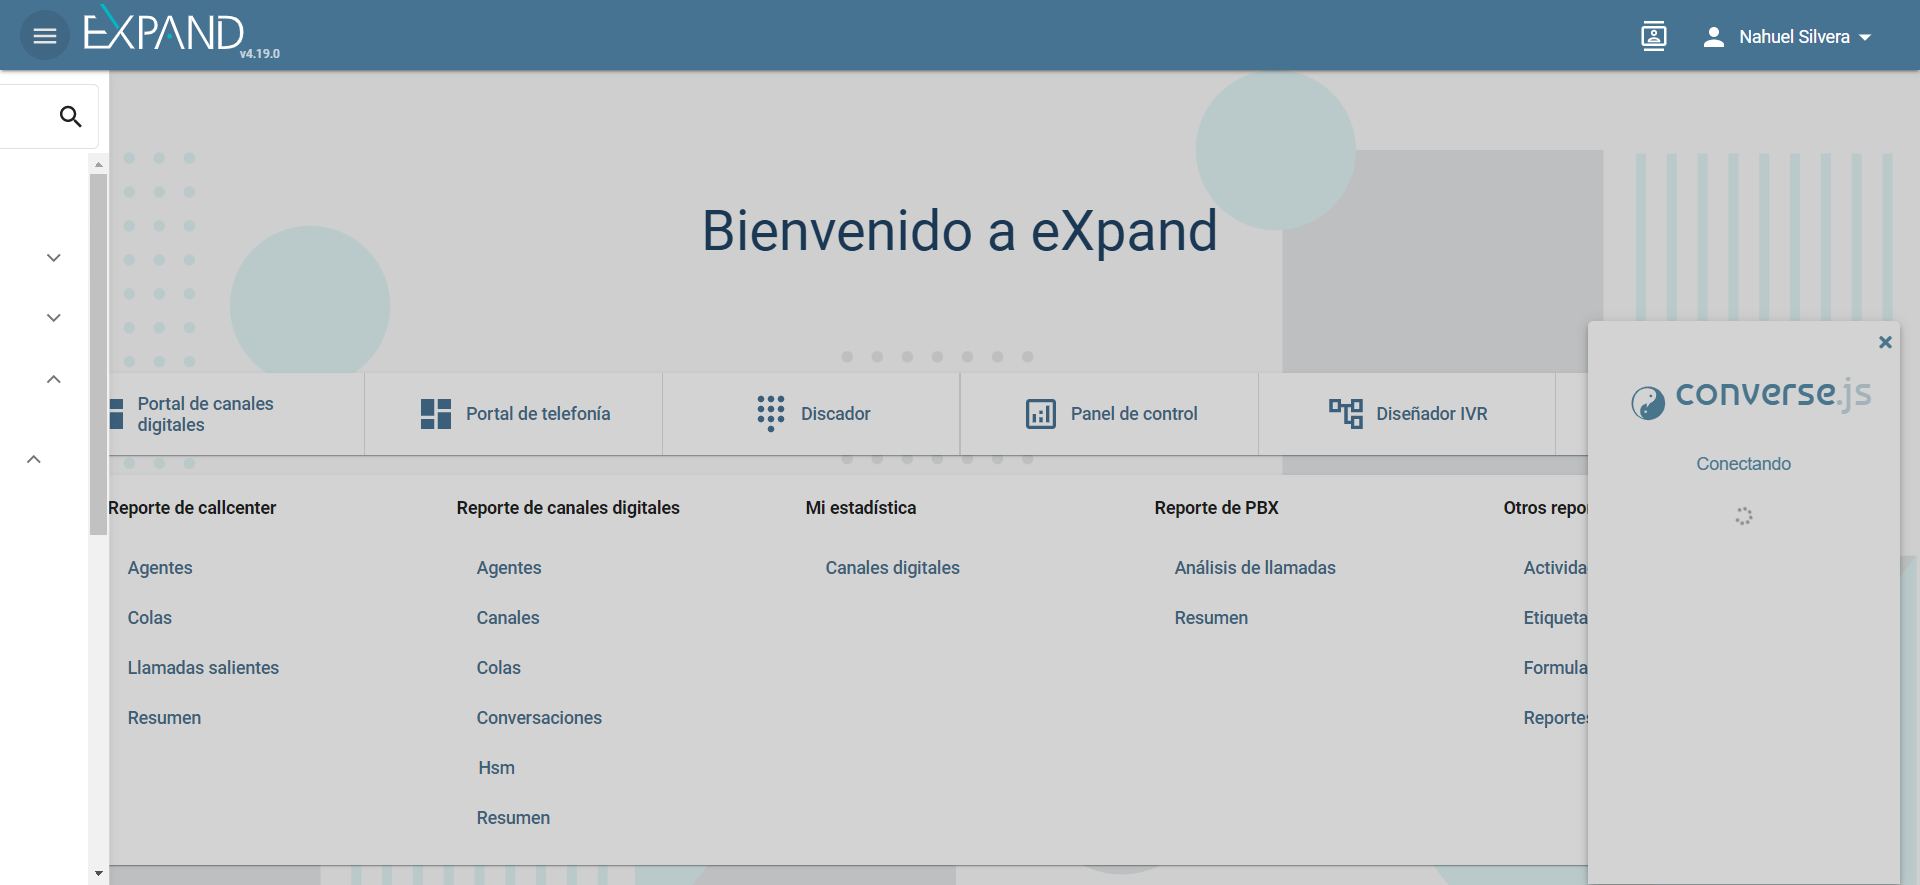 EXPAND
v4.19.0
Nahuel Silvera
Bienvenido a eXpand
Portal de canales
digitales
Portal de telefonía
Discador
Panel de control
Diseñador IVR
converse.js
Conectando
Reporte de callcenter
Agentes
Colas
Llamadas salientes
Resumen
Reporte de canales digitales
Agentes
Canales
Colas
Conversaciones
Hsm
Resumen
Mi estadística
Canales digitales
Reporte de PBX
Análisis de llamadas
Resumen
Otros repo
Activida
Etiqueta
Formula
Reportes